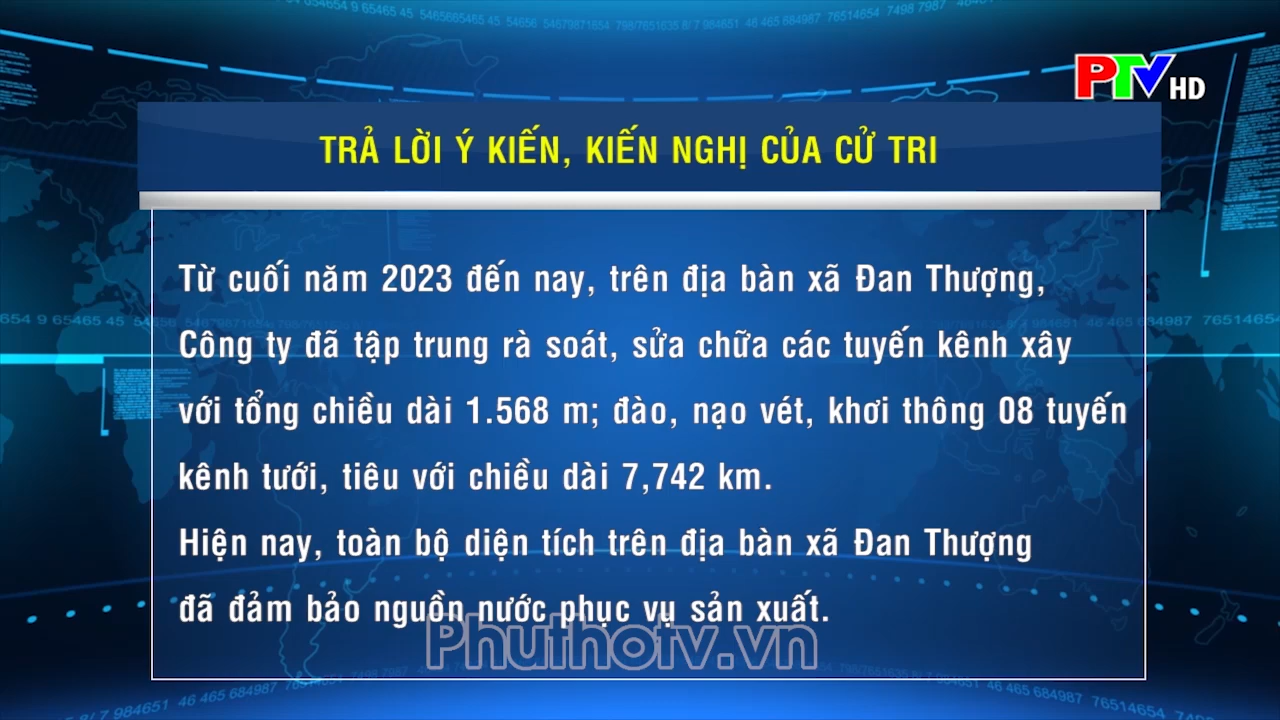 PTV HD
TRẢ LỜI Ý KIẾN, KIẾN NGHỊ CỦA CỬ TRI
Từ cuối năm 2023 đến nay, trên địa bàn xã Đan Thượng,
Công ty đã tập trung rà soát, sửa chữa các tuyến kênh xây
với tổng chiều dài 1.568 m; đào, nạo vét, khơi thông 08 tuyến
kênh tưới, tiêu với chiều dài 7,742 km.
Hiện nay, toàn bộ diện tích trên địa bàn xã Đan Thượng
đã đảm bảo nguồn nước phục vụ sản xuất.
Phuthotv.vn